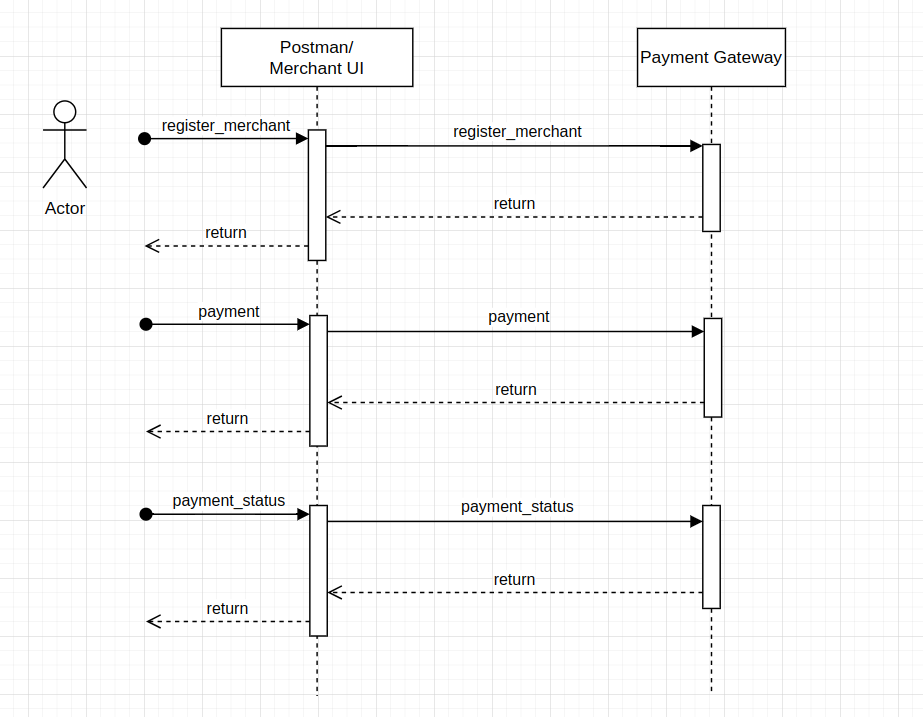 Postman/
Merchant UI
Payment Gateway
register_merchant
register_merchant
return
Actor
return
payment
payment
return
return
payment_status
payment_status
return
return